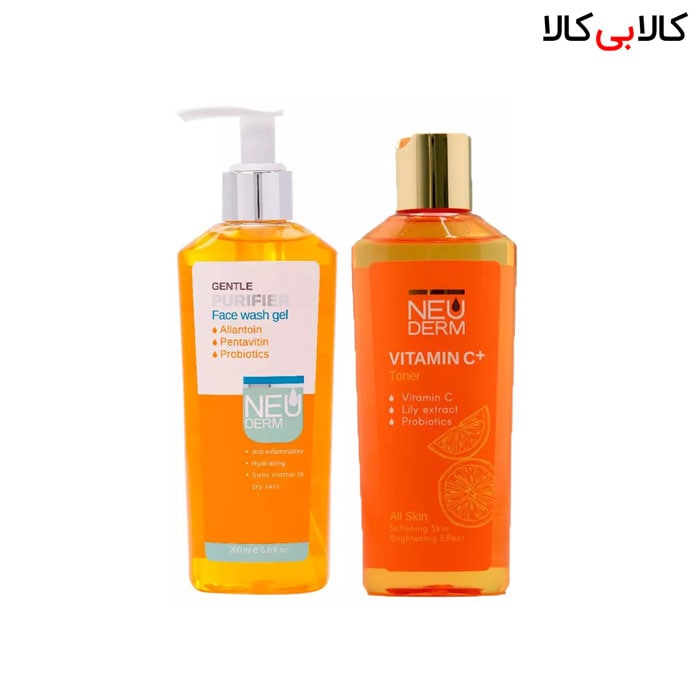 کالا بی کالا
GENTLE
PURIFIER
Face wash gel
Allantoin
Pentavitin
Probiotics
NEU
DERM
Anti-inflammatory
Hydrating
Suits normal to
dry skin
200 ml e 6.8 fl oz.
NEU
DERM
VITAMIN C+
Toner
Vitamin C
Lily extract
Probiotics
All Skin
Softening Skin
Brightening Effect